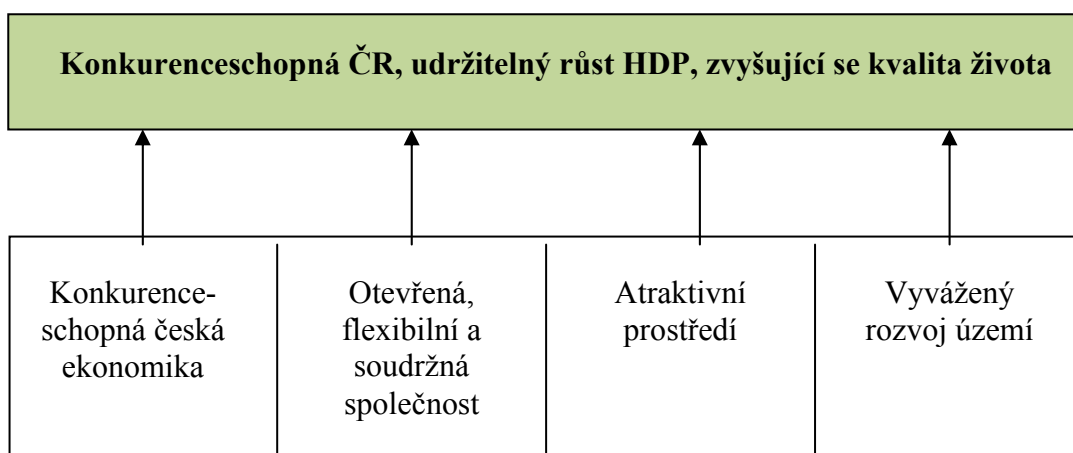 Konkurenceschopná ČR, udržitelný růst HDP, zvyšující se kvalita života
Konkurence-
schopná česká
ekonomika
Otevřená,
flexibilní a
soudržná
společnost
Atraktivní
prostředí
Vyvážený
rozvoj území